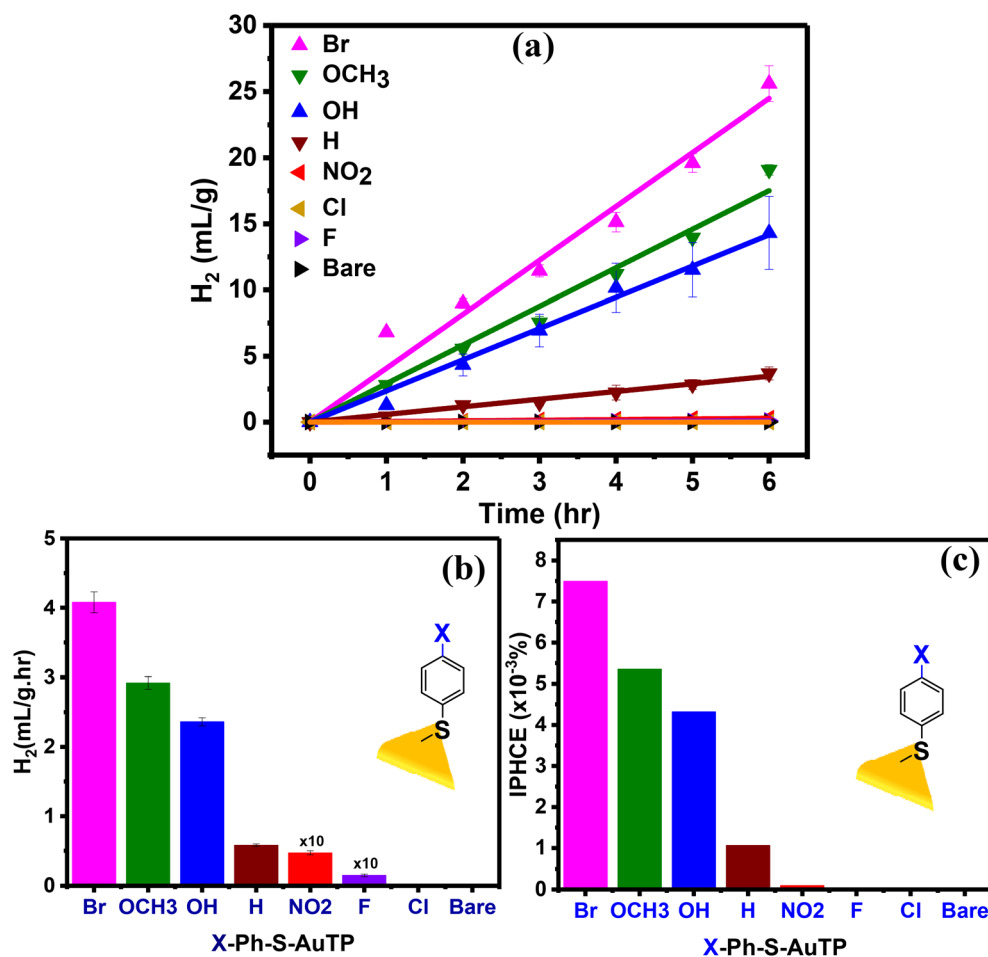 (a)
30
25
20
15
10
5
0
H₂ (mL/g)
Br
OCH3
OH
H
NO₂
Cl
F
Bare
0 1 2 3 4 5 6
Time (hr)
(b)
5
4
3
2
1
0
H₂(mL/g.hr)
X
S
x10
x10
Br OCH3 OH H NO2 F Cl Bare
X-Ph-S-AuTP
(c)
8
7
6
5
4
3
2
1
0
IPHCE (x10⁻³%)
X
S
Br OCH3 OH H NO2 F Cl Bare
X-Ph-S-AuTP